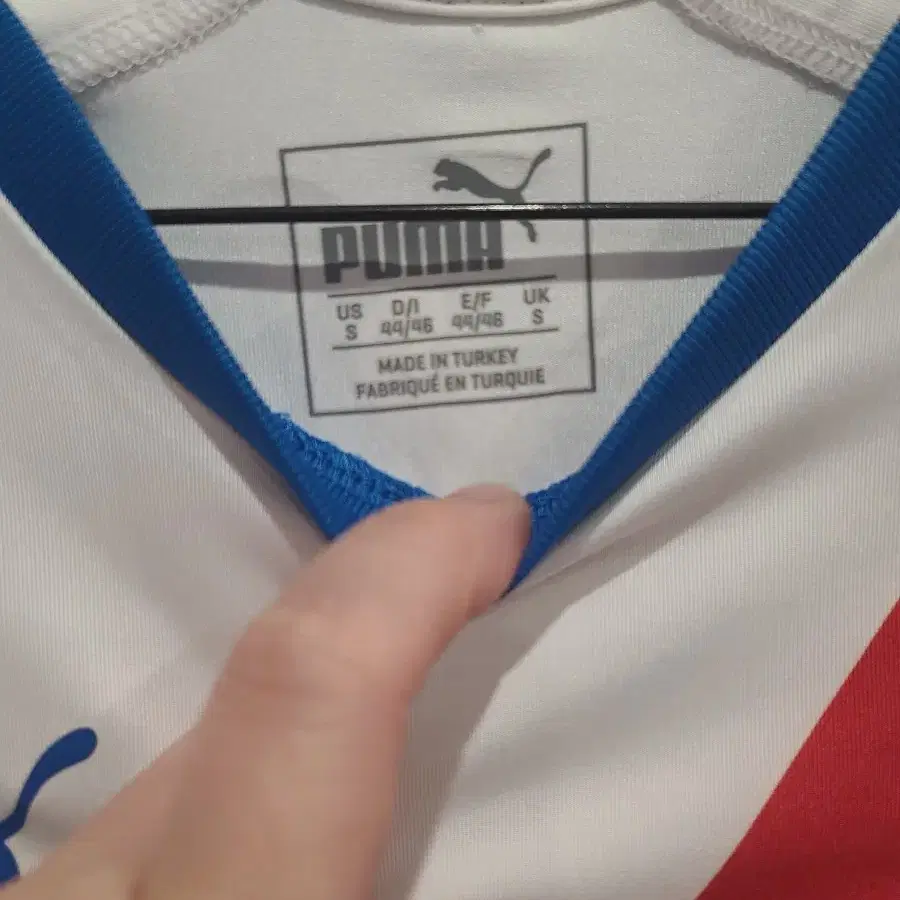 PUMA
US D/I E/F UK
S 44/46 44/46 S
MADE IN TURKEY
FABRIQUÉ EN TURQUIE